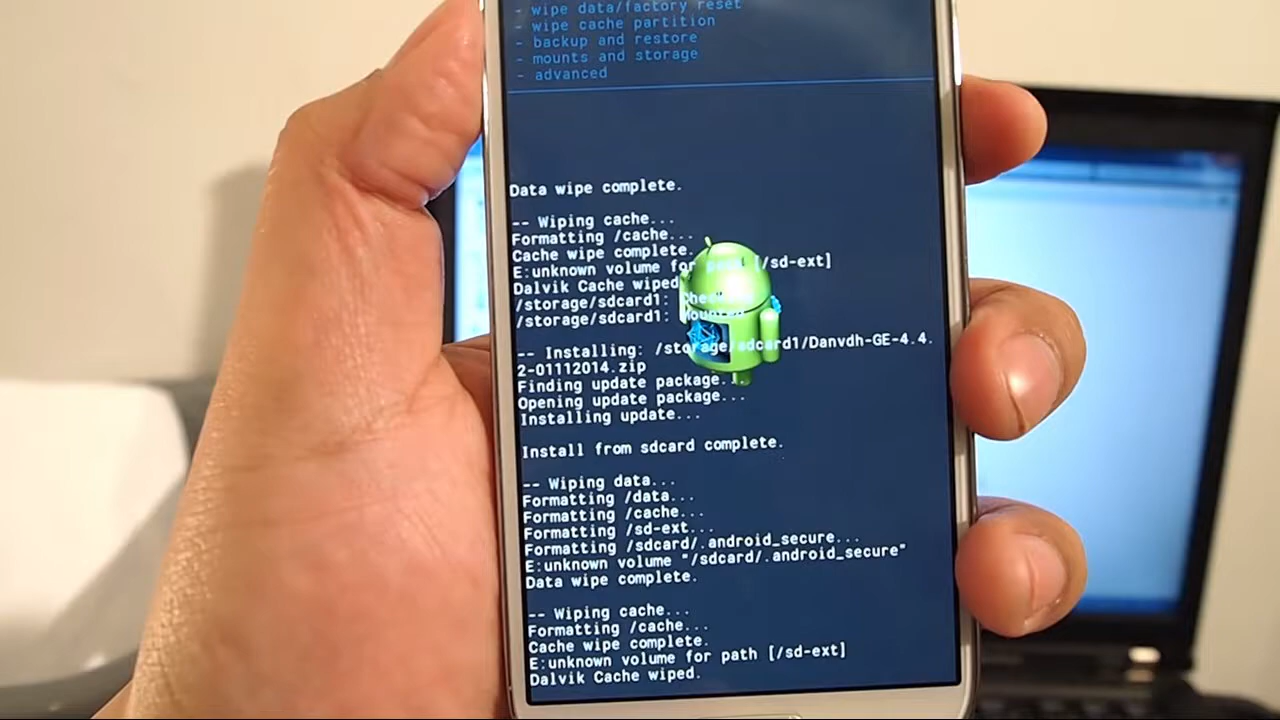 - wipe data/factory reset
- wipe cache partition
- backup and restore
- mounts and storage
- advanced
Data wipe complete.
-- Wiping cache...
Formatting /cache...
Cache wipe complete.
E:unknown volume for path [/sd-ext]
Dalvik Cache wiped.
/storage/sdcard1: Checking
/storage/sdcard1: Mounted
-- Installing: /storage/sdcard1/Danvdh-GE-4.4.
2-01112014.zip
Finding update package...
Opening update package...
Installing update...
Install from sdcard complete.
-- Wiping data...
Formatting /data...
Formatting /cache...
Formatting /sd-ext...
Formatting /sdcard/.android_secure...
E:unknown volume "/sdcard/.android_secure"
Data wipe complete.
-- Wiping cache...
Formatting /cache...
Cache wipe complete.
E:unknown volume for path [/sd-ext]
Dalvik Cache wiped.